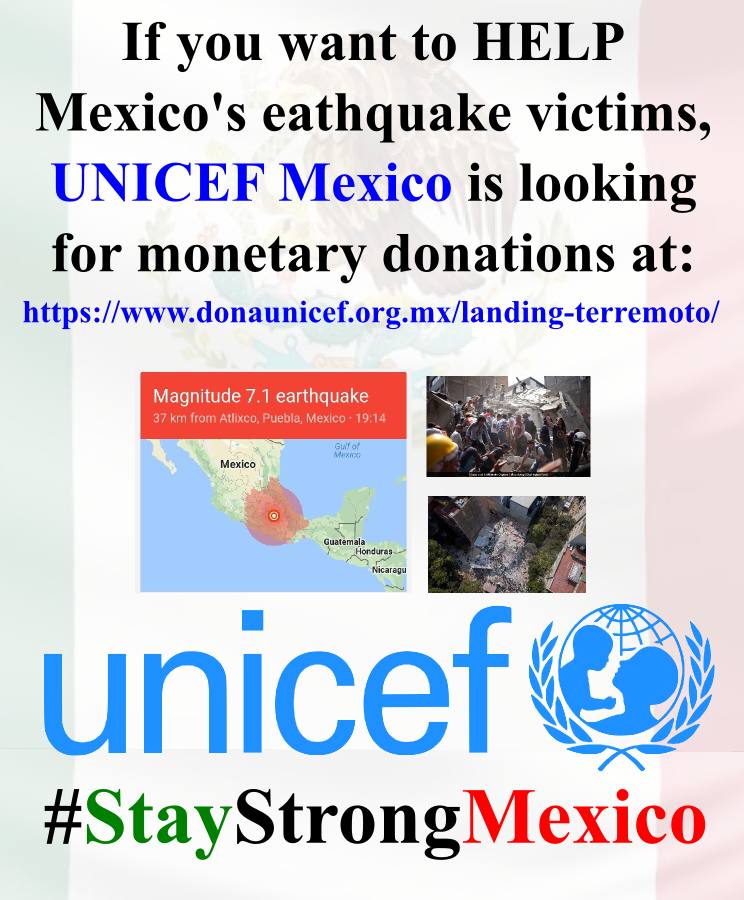 If you want to HELP
Mexico's eathquake victims,
UNICEF Mexico is looking
for monetary donations at:
https://www.donaunicef.org.mx/landing-terremoto/
Magnitude 7.1 earthquake
37 km from Atlixco, Puebla, Mexico · 19:14
Gulf of
Mexico
Mexico
Guatemala
Honduras
Nicaragu
unicef
#StayStrongMexico